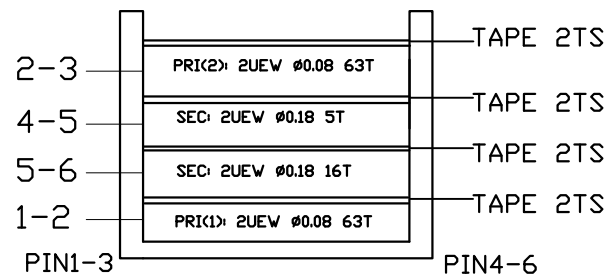 TAPE 2TS
2-3 PRI(2): 2UEW Ø0.08 63T
TAPE 2TS
4-5 SEC: 2UEW Ø0.18 5T
TAPE 2TS
5-6 SEC: 2UEW Ø0.18 16T
TAPE 2TS
1-2 PRI(1): 2UEW Ø0.08 63T
PIN1-3 PIN4-6